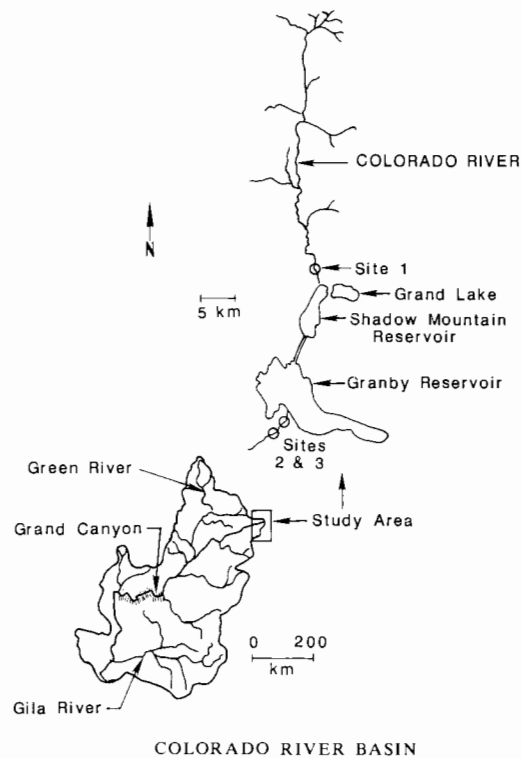 COLORADO RIVER
N
Site 1
5 km
Grand Lake
Shadow Mountain
Reservoir
Granby Reservoir
Sites
2 & 3
Green River
Grand Canyon
Study Area
0 200
km
Gila River
COLORADO RIVER BASIN